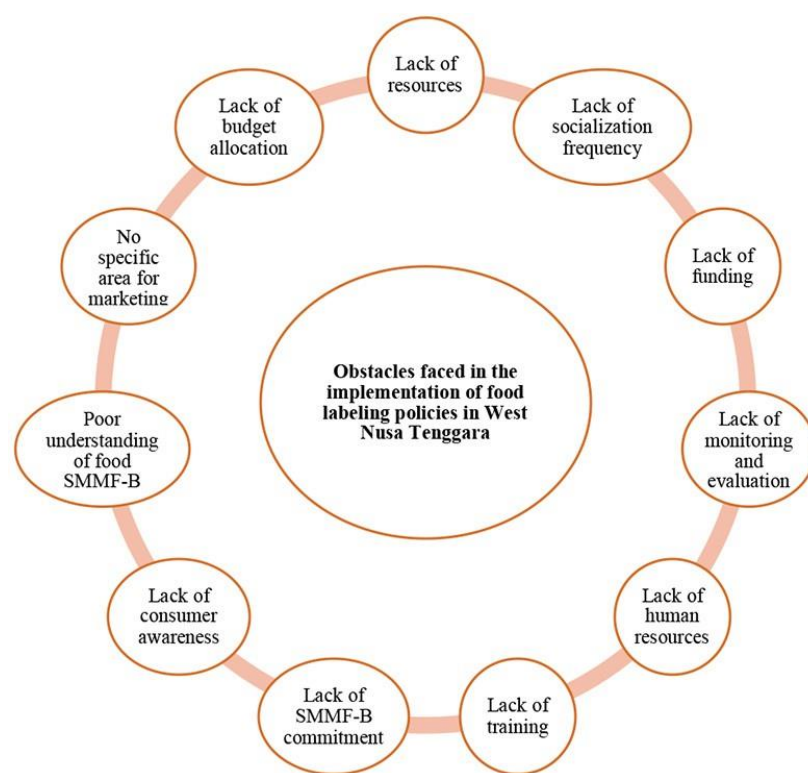 Lack of
resources
Lack of
socialization
frequency
Lack of
funding
Lack of
monitoring
and
evaluation
Lack of
human
resources
Lack of
training
Lack of
SMMF-B
commitment
Lack of
consumer
awareness
Poor
understanding
of food
SMMF-B
No
specific
area for
marketing
Lack of
budget
allocation
Obstacles faced in the
implementation of food
labeling policies in West
Nusa Tenggara